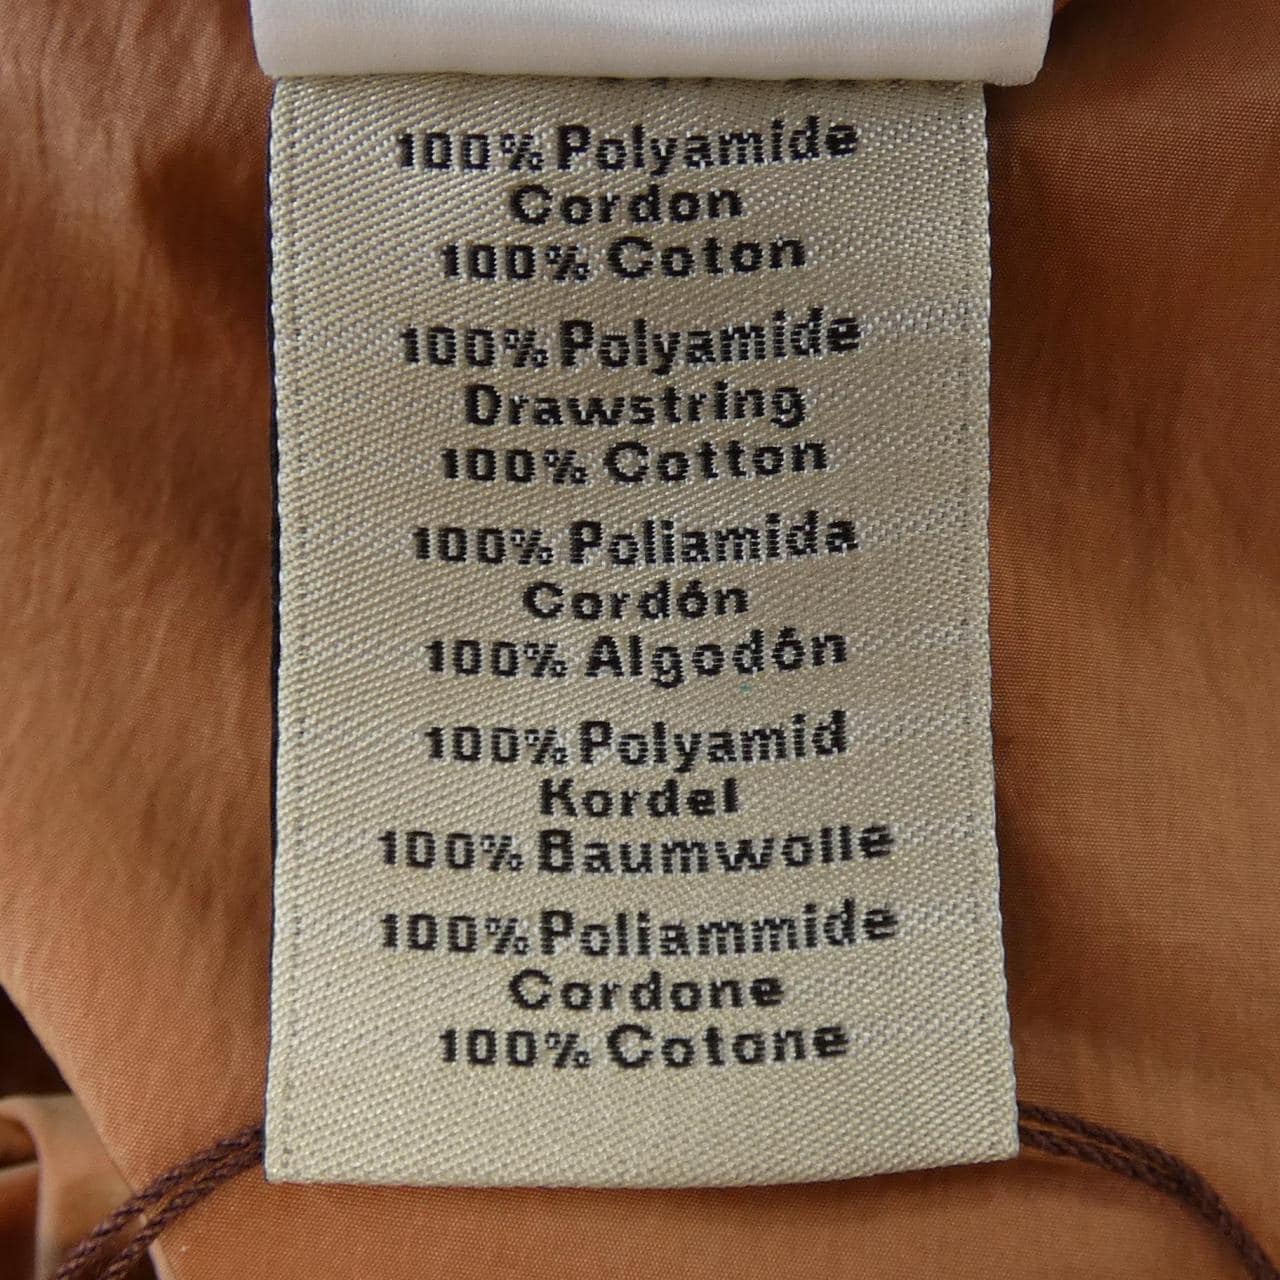 100% Polyamide
Cordon
100% Coton
100% Polyamide
Drawstring
100% Cotton
100% Poliamida
Cordón
100% Algodón
100% Polyamid
Kordel
100% Baumwolle
100% Poliammide
Cordone
100% Cotone